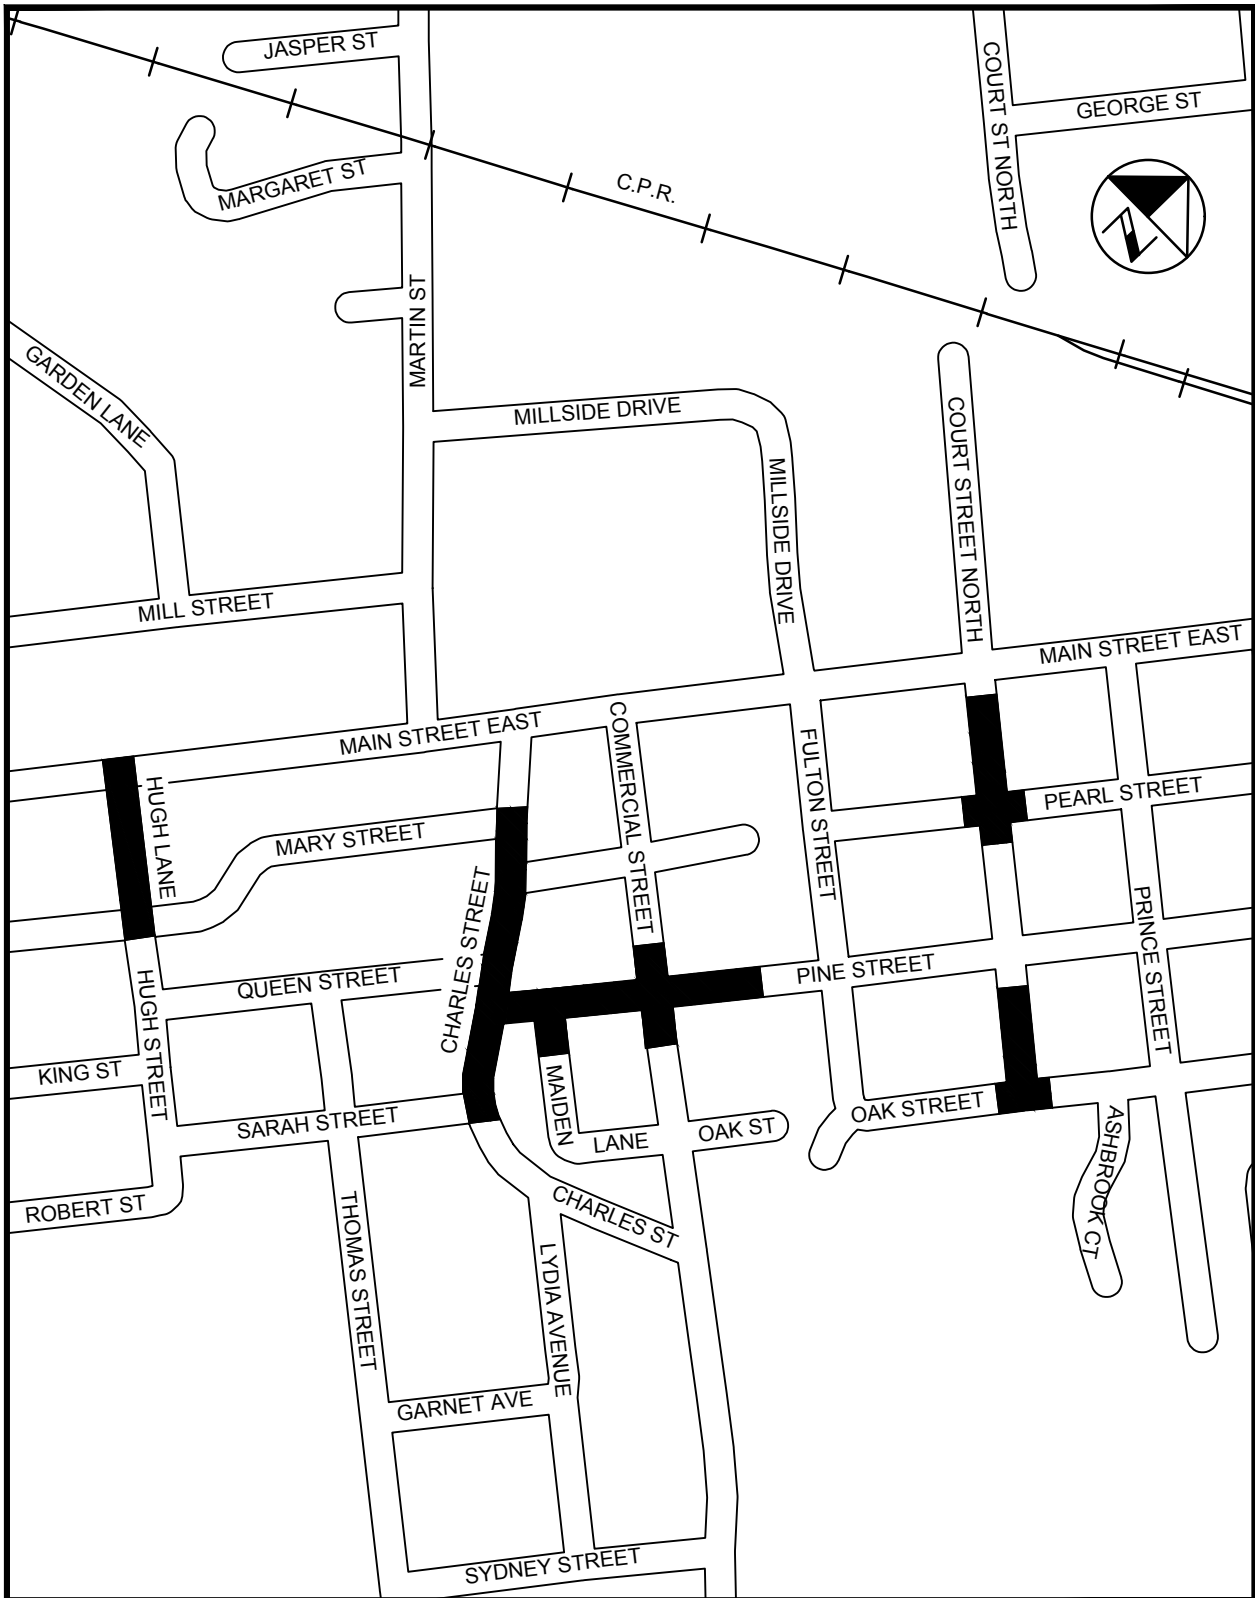 JASPER ST
COURT ST NORTH
GEORGE ST
MARGARET ST
C.P.R.
MARTIN ST
GARDEN LANE
MILLSIDE DRIVE
MILLSIDE DRIVE
COURT STREET NORTH
MILL STREET
MAIN STREET EAST
MAIN STREET EAST
COMMERCIAL STREET
FULTON STREET
HUGH LANE
PEARL STREET
MARY STREET
CHARLES STREET
PRINCE STREET
PINE STREET
QUEEN STREET
HUGH STREET
KING ST
MAIDEN
LANE
OAK STREET
SARAH STREET
OAK ST
ASHBROOK CT
ROBERT ST
CHARLES ST
THOMAS STREET
LYDIA AVENUE
GARNET AVE
SYDNEY STREET